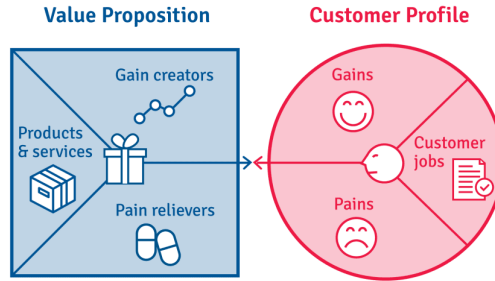 Value Proposition
Customer Profile
Gain creators
Products
& services
Pain relievers
Gains
Customer
jobs
Pains